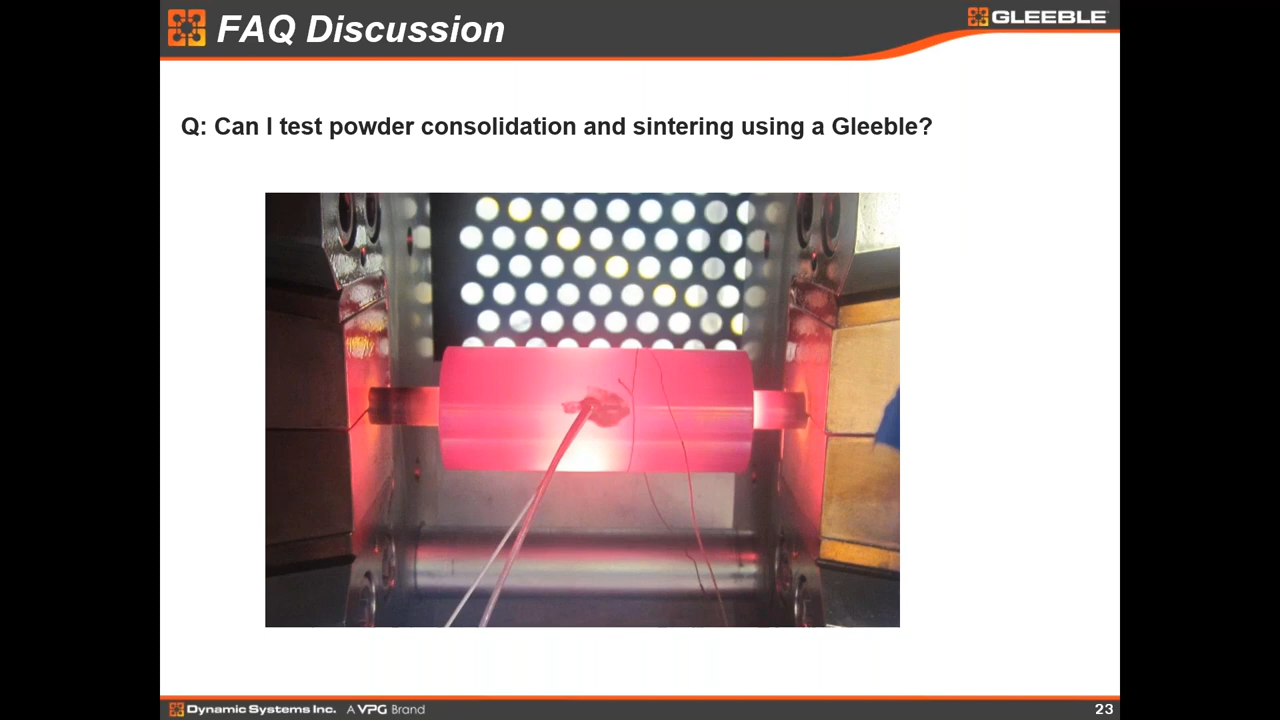 FAQ Discussion
GLEEBLE
Q: Can I test powder consolidation and sintering using a Gleeble?
Dynamic Systems Inc. A VPG Brand
23